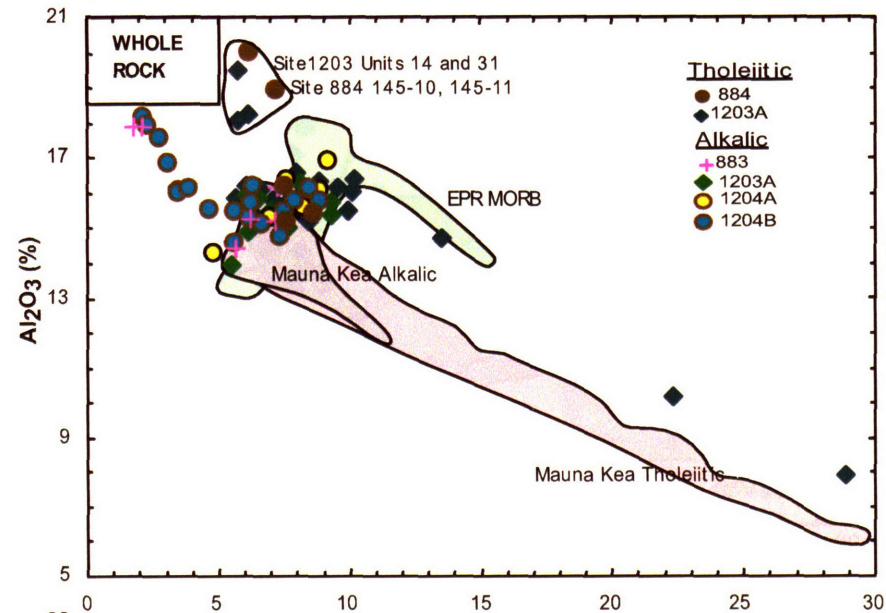 21
WHOLE
ROCK
Site1203 Units 14 and 31
Site 884 145-10, 145-11
Tholeiitic
884
1203A
Alkalic
883
1203A
1204A
1204B
17
EPR MORB
Al2O3 (%)
Mauna Kea Alkalic
13
9
Mauna Kea Tholeiitic
5
0 5 10 15 20 25 30